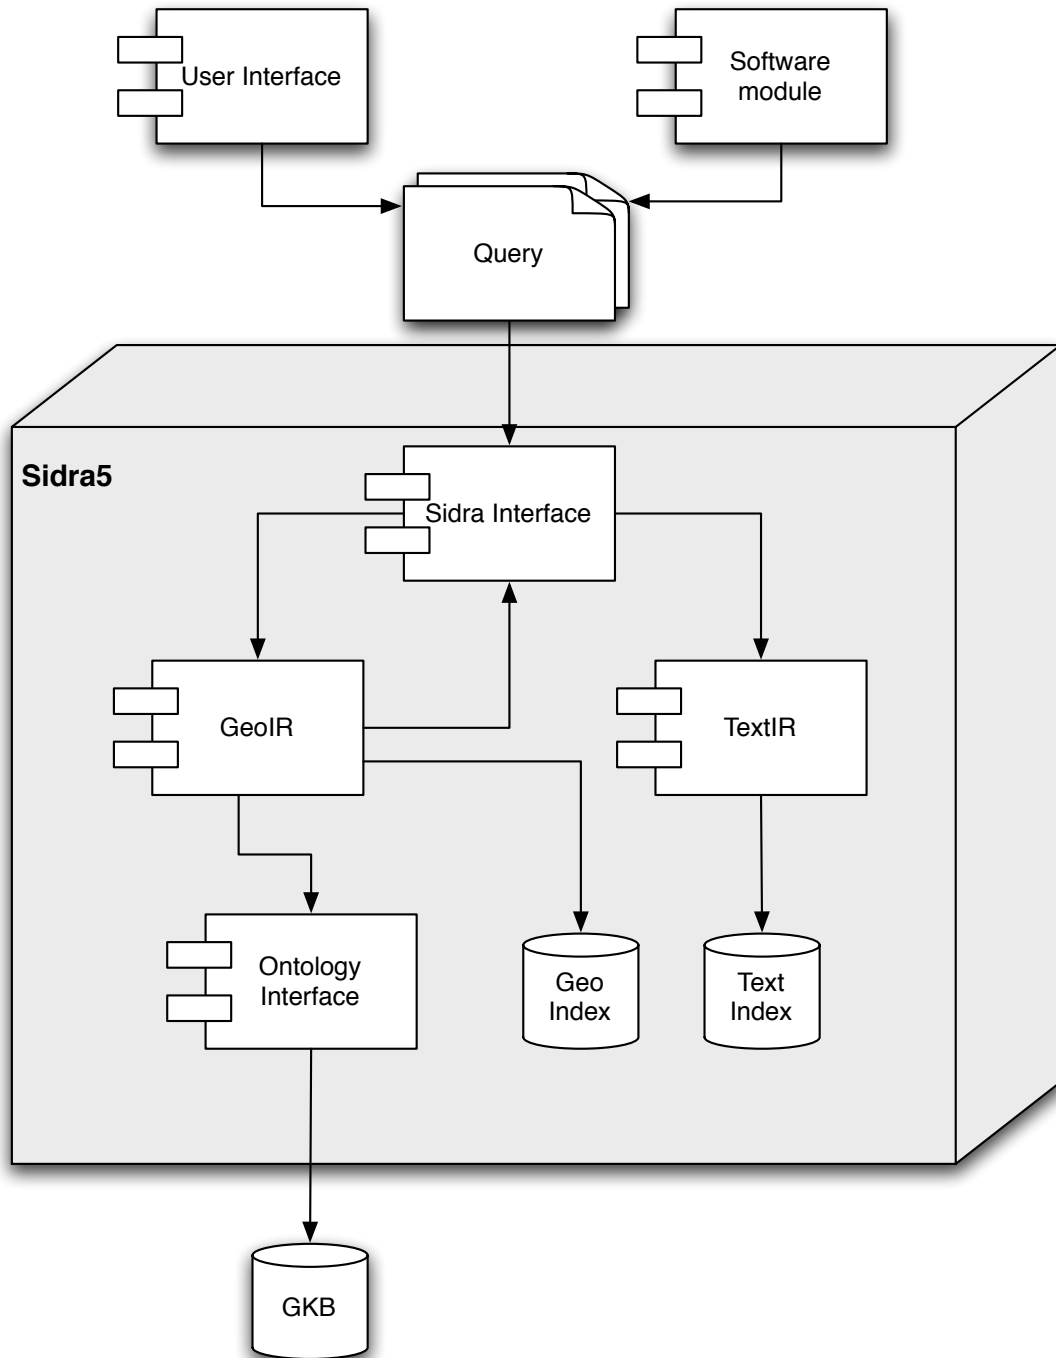 User Interface
Software
module
Query
Sidra5
Sidra Interface
GeoIR
TextIR
Ontology
Interface
Geo
Index
Text
Index
GKB